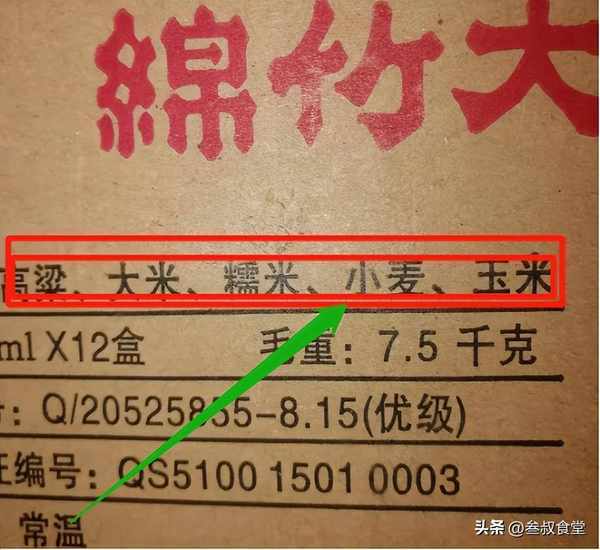 綿竹大
高粱、大米、糯米、小麦、玉米
ml X12盒 毛重：7.5 千克
号：Q/20525855-8.15(优级)
证编号：QS5100 1501 0003
常温
头条 @叁叔食堂